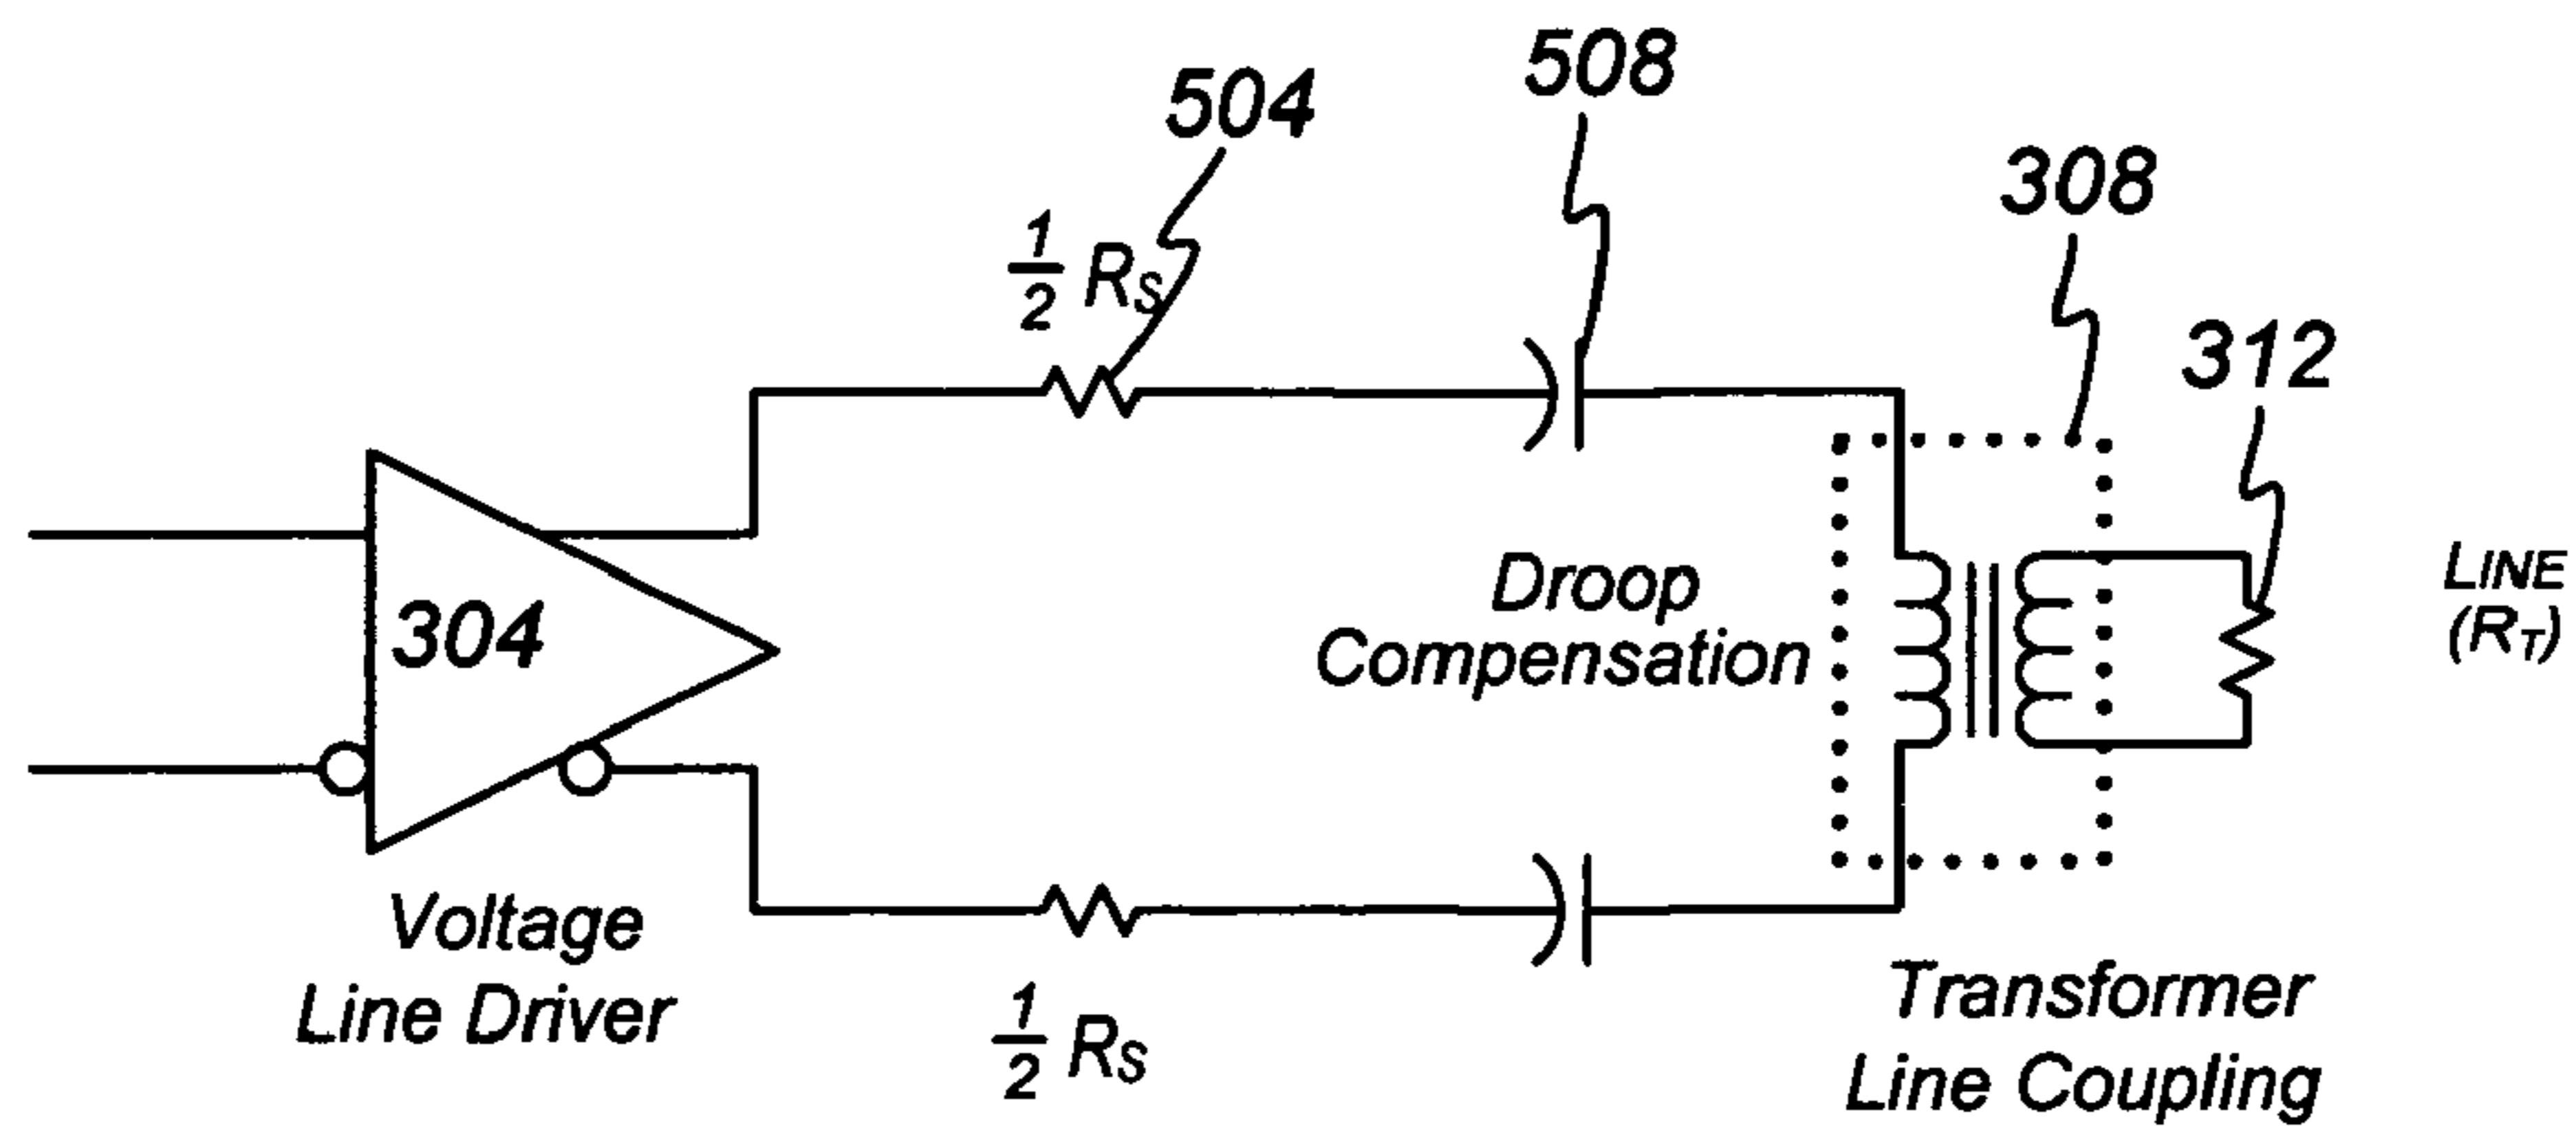 508
504
308
1/2 RS
312
LINE
(RT)
304
Droop
Compensation
Voltage
Line Driver
1/2 RS
Transformer
Line Coupling